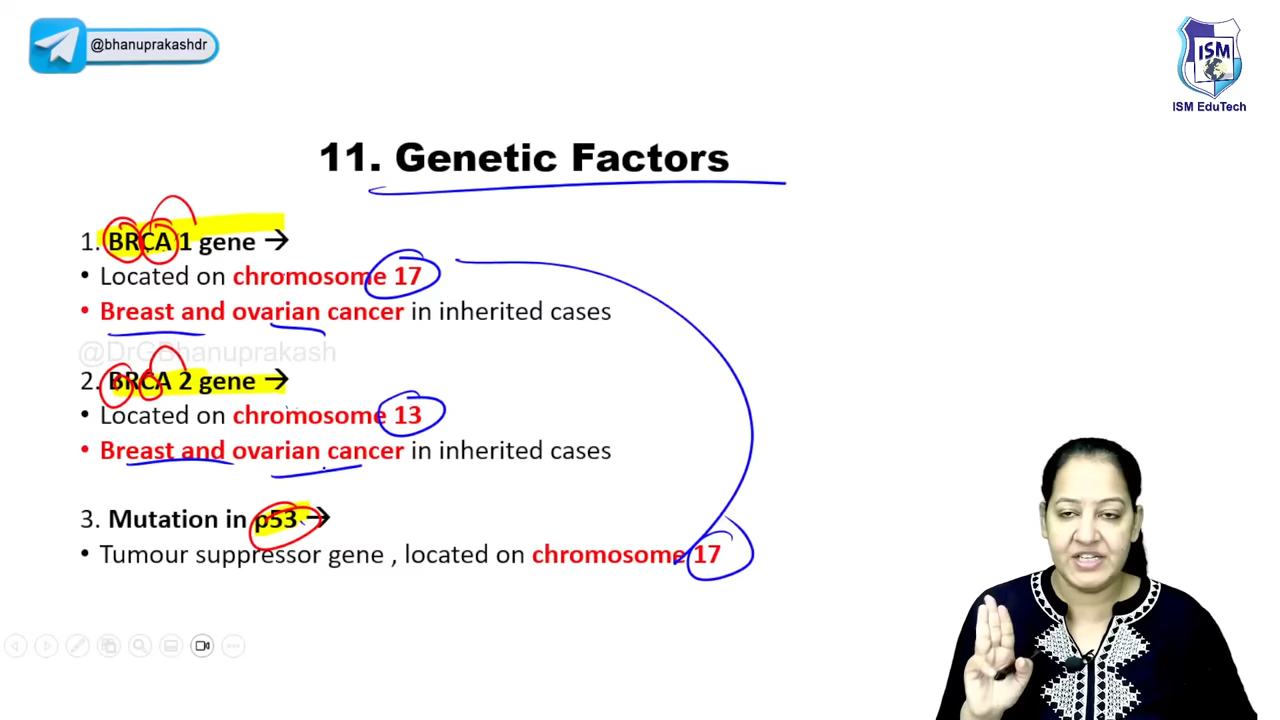 @bhanuprakashdr
ISM
ISM EduTech
11. Genetic Factors
1. BRCA 1 gene →
• Located on chromosome 17
• Breast and ovarian cancer in inherited cases
@DrGBhanuprakash
2. BRCA 2 gene →
• Located on chromosome 13
• Breast and ovarian cancer in inherited cases
3. Mutation in p53 →
• Tumour suppressor gene , located on chromosome 17